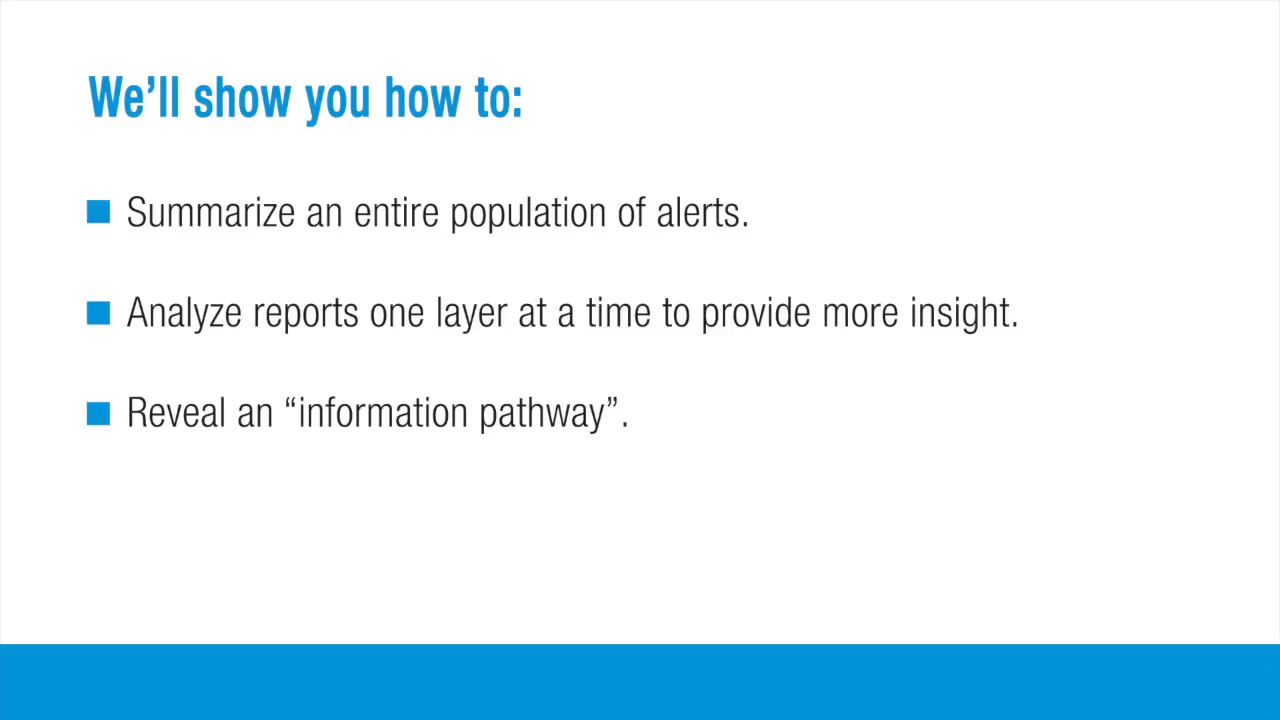 We’ll show you how to:
Summarize an entire population of alerts.
Analyze reports one layer at a time to provide more insight.
Reveal an “information pathway”.